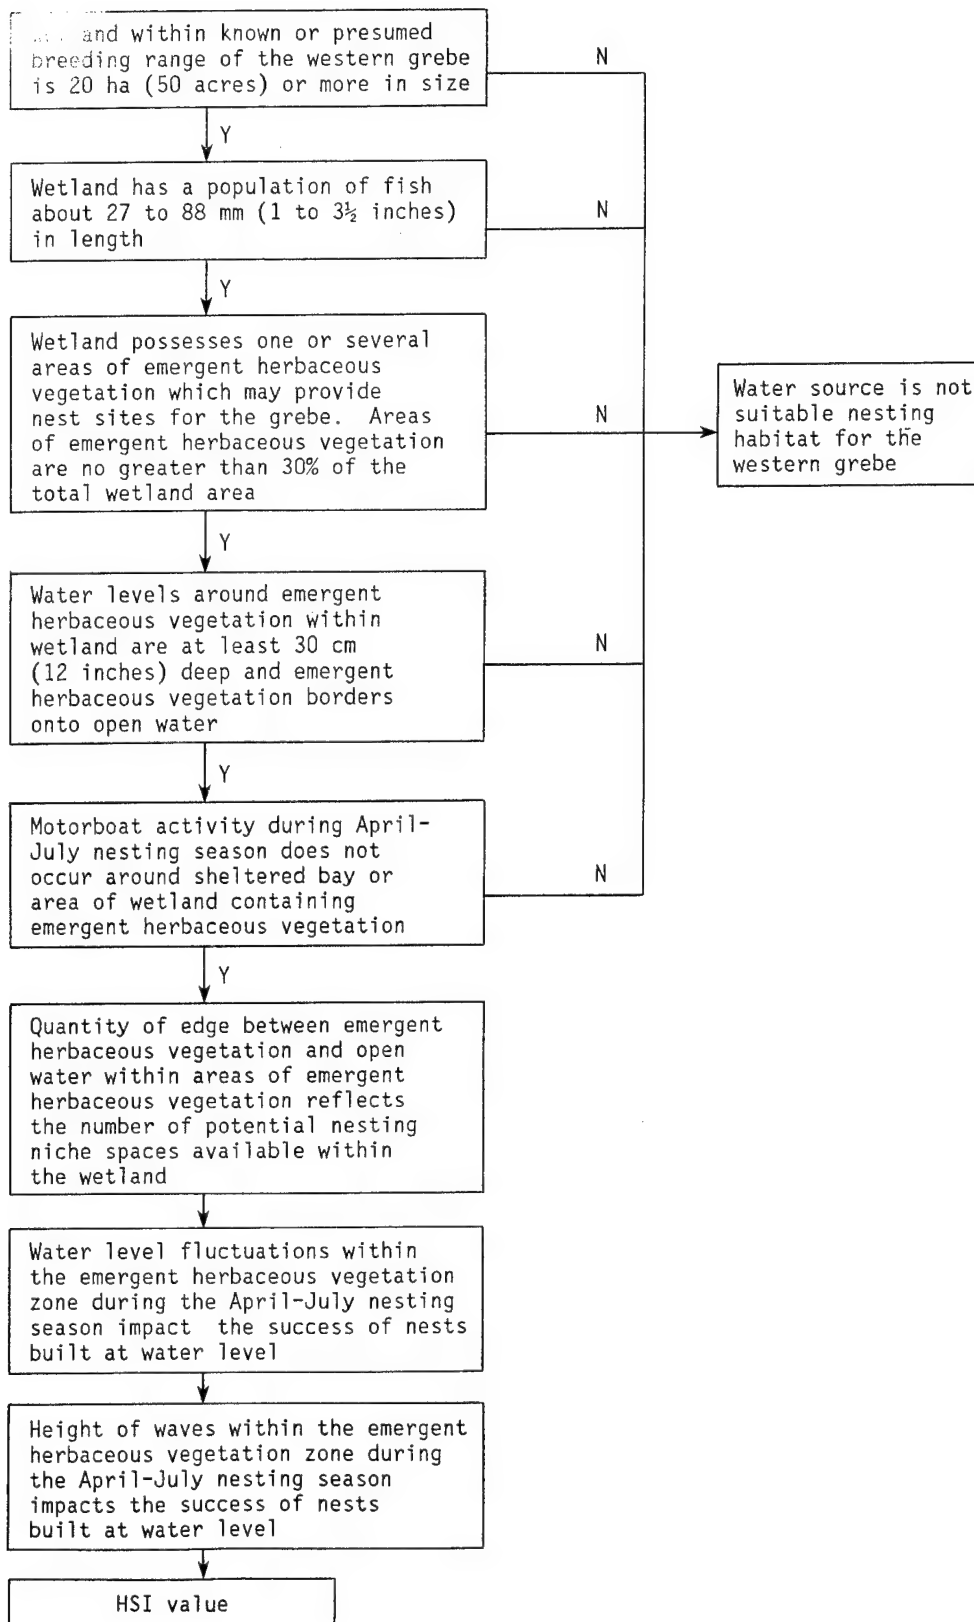 and within known or presumed
breeding range of the western grebe
is 20 ha (50 acres) or more in size
N
Y
Wetland has a population of fish
about 27 to 88 mm (1 to 3½ inches)
in length
N
Y
Wetland possesses one or several
areas of emergent herbaceous
vegetation which may provide
nest sites for the grebe. Areas
of emergent herbaceous vegetation
are no greater than 30% of the
total wetland area
N
Water source is not
suitable nesting
habitat for the
western grebe
Y
Water levels around emergent
herbaceous vegetation within
wetland are at least 30 cm
(12 inches) deep and emergent
herbaceous vegetation borders
onto open water
N
Y
Motorboat activity during April-
July nesting season does not
occur around sheltered bay or
area of wetland containing
emergent herbaceous vegetation
N
Y
Quantity of edge between emergent
herbaceous vegetation and open
water within areas of emergent
herbaceous vegetation reflects
the number of potential nesting
niche spaces available within
the wetland
Water level fluctuations within
the emergent herbaceous vegetation
zone during the April-July nesting
season impact the success of nests
built at water level
Height of waves within the emergent
herbaceous vegetation zone during
the April-July nesting season
impacts the success of nests
built at water level
HSI value